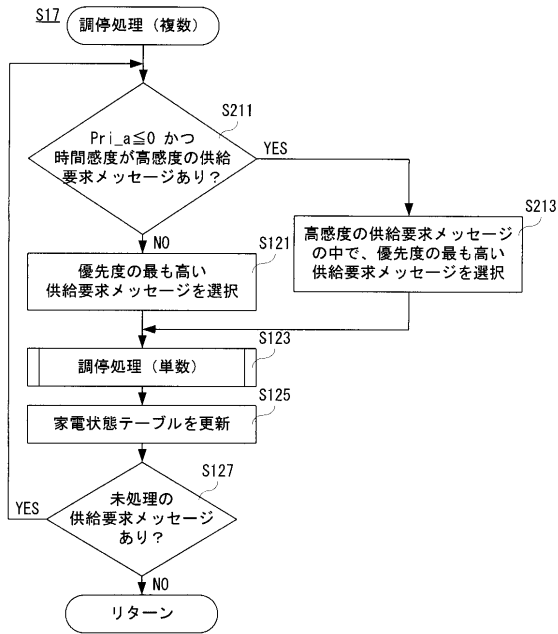 S17
調停処理（複数）
S211
Pri_a≦0 かつ
時間感度が高感度の供給
要求メッセージあり？
YES
NO
S213
高感度の供給要求メッセージ
の中で、優先度の最も高い
供給要求メッセージを選択
S121
優先度の最も高い
供給要求メッセージを選択
S123
調停処理（単数）
S125
家電状態テーブルを更新
S127
未処理の
供給要求メッセージ
あり？
YES
NO
リターン